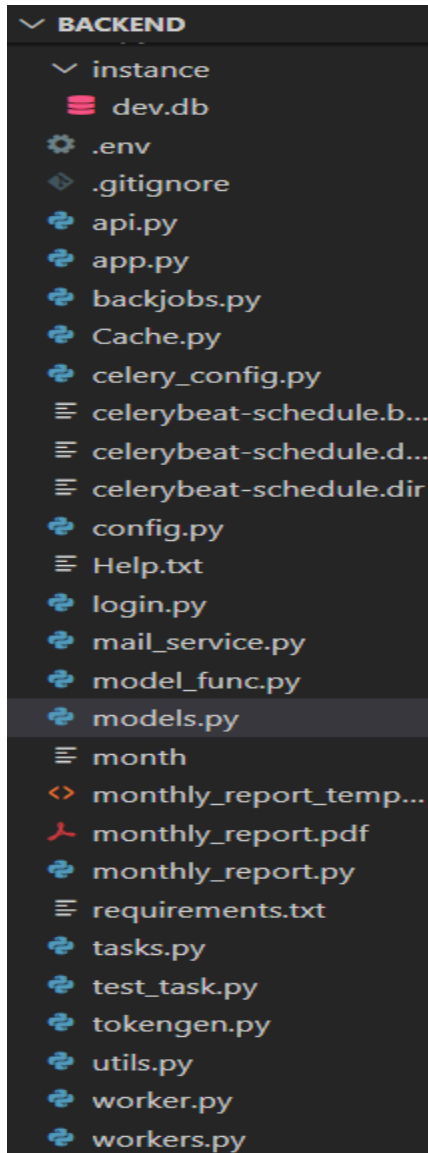 BACKEND
instance
dev.db
.env
.gitignore
api.py
app.py
backjobs.py
Cache.py
celery_config.py
celerybeat-schedule.b...
celerybeat-schedule.d...
celerybeat-schedule.dir
config.py
Help.txt
login.py
mail_service.py
model_func.py
models.py
month
monthly_report_temp...
monthly_report.pdf
monthly_report.py
requirements.txt
tasks.py
test_task.py
tokengen.py
utils.py
worker.py
workers.py